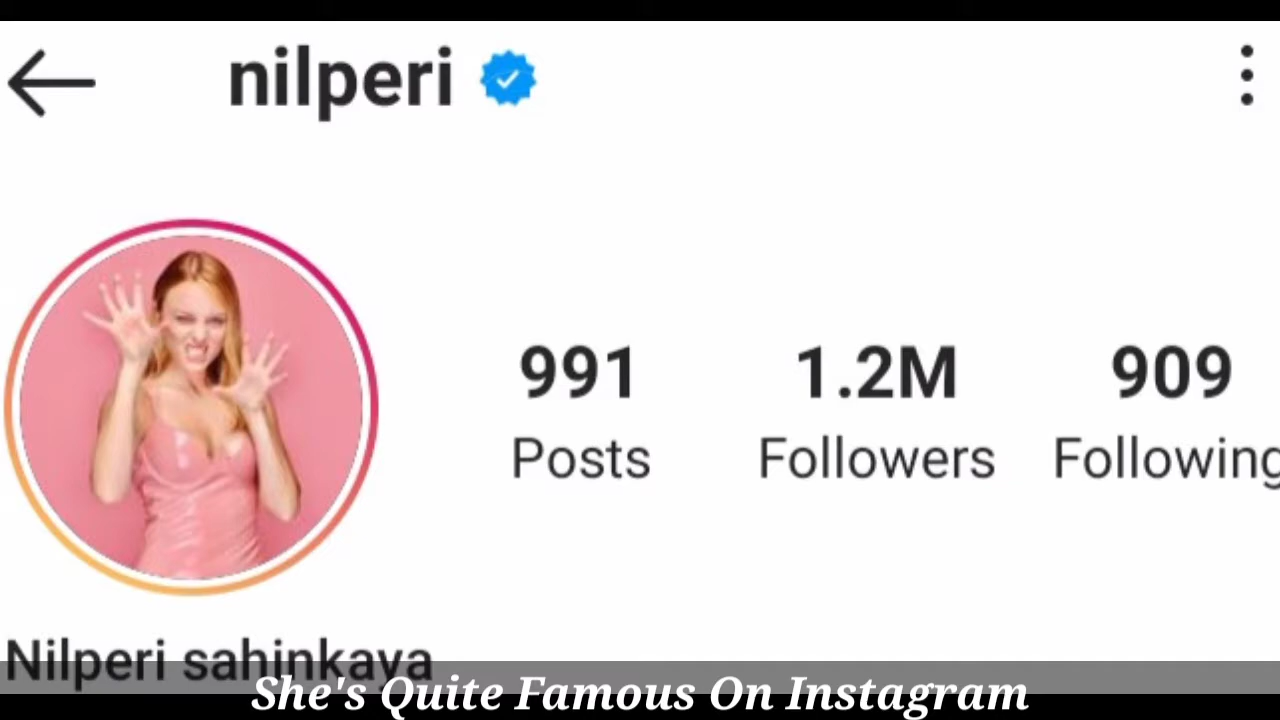 nilperi
991 1.2M 909
Posts Followers Following
Nilperi sahinkaya
She's Quite Famous On Instagram